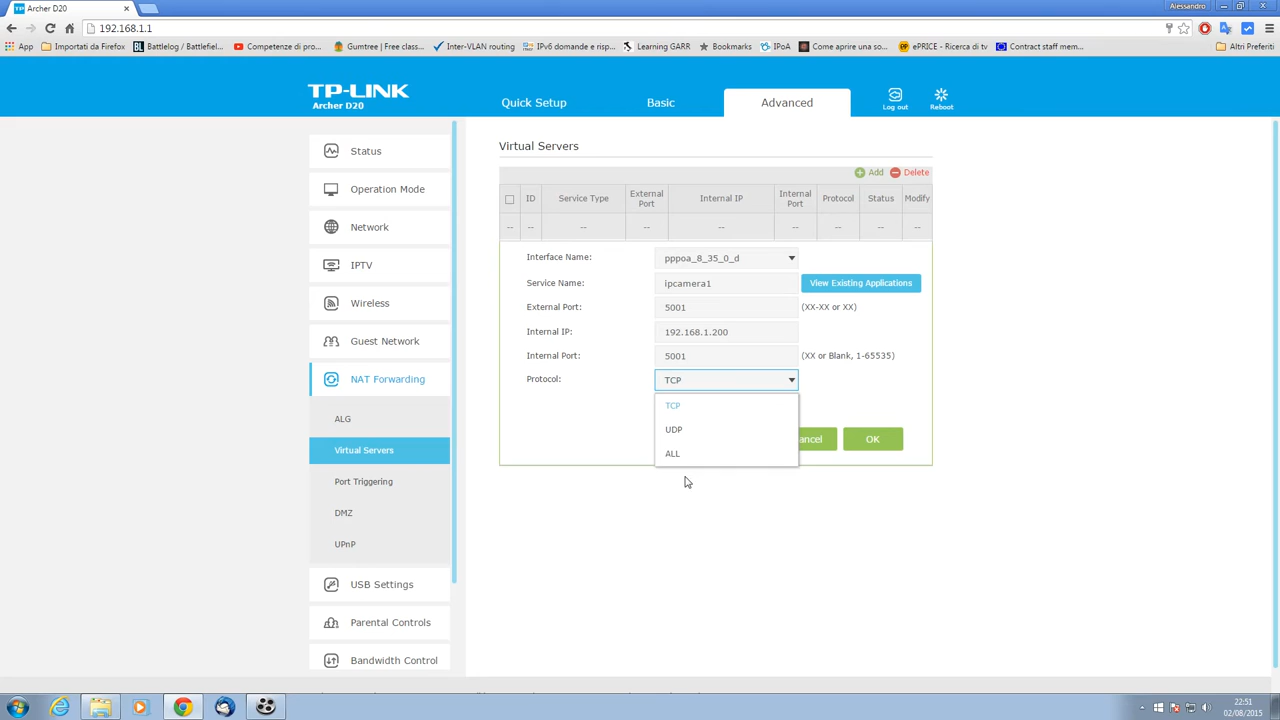 Alessandro
TP Archer D20
192.168.1.1
App Importati da Firefox BL Battlelog / Battlefiel... Competenze di pro... Gumtree | Free class... Inter-VLAN routing IPv6 domande e risp... Learning GARR Bookmarks IPoA Come aprire una so... ePRICE - Ricerca di tv Contract staff mem... Altri Preferiti
TP-LINK
Archer D20
Quick Setup Basic Advanced Log out Reboot
Status
Operation Mode
Network
IPTV
Wireless
Guest Network
NAT Forwarding
ALG
Virtual Servers
Port Triggering
DMZ
UPnP
USB Settings
Parental Controls
Bandwidth Control
Virtual Servers
Add Delete
ID Service Type External Port Internal IP Internal Port Protocol Status Modify
-- -- -- -- -- -- -- -- --
Interface Name: pppoa_8_35_0_d
Service Name: ipcamera1 View Existing Applications
External Port: 5001 (XX-XX or XX)
Internal IP: 192.168.1.200
Internal Port: 5001 (XX or Blank, 1-65535)
Protocol: TCP
TCP
UDP
ALL
ancel OK
22:51
02/08/2015